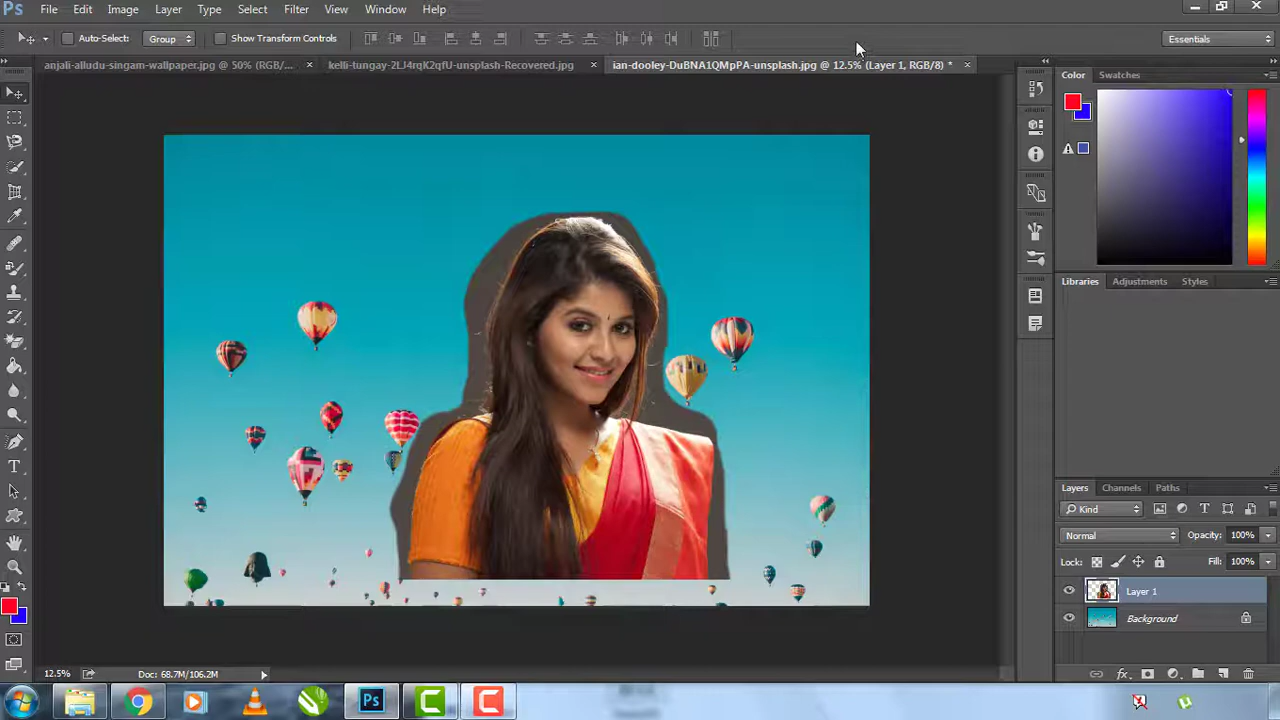 Ps File Edit Image Layer Type Select Filter View Window Help
Auto-Select: Group Show Transform Controls Essentials
anjali-alludu-singam-wallpaper.jpg @ 50% (RGB/... × kelli-tungay-2LJ4rqK2qfU-unsplash-Recovered.jpg × ian-dooley-DuBNA1QMpPA-unsplash.jpg @ 12.5% (Layer 1, RGB/8) * ×
Color Swatches
Libraries Adjustments Styles
Layers Channels Paths
Kind
Normal Opacity: 100%
Lock: Fill: 100%
Layer 1
Background
12.5% Doc: 68.7M/106.2M
Ps